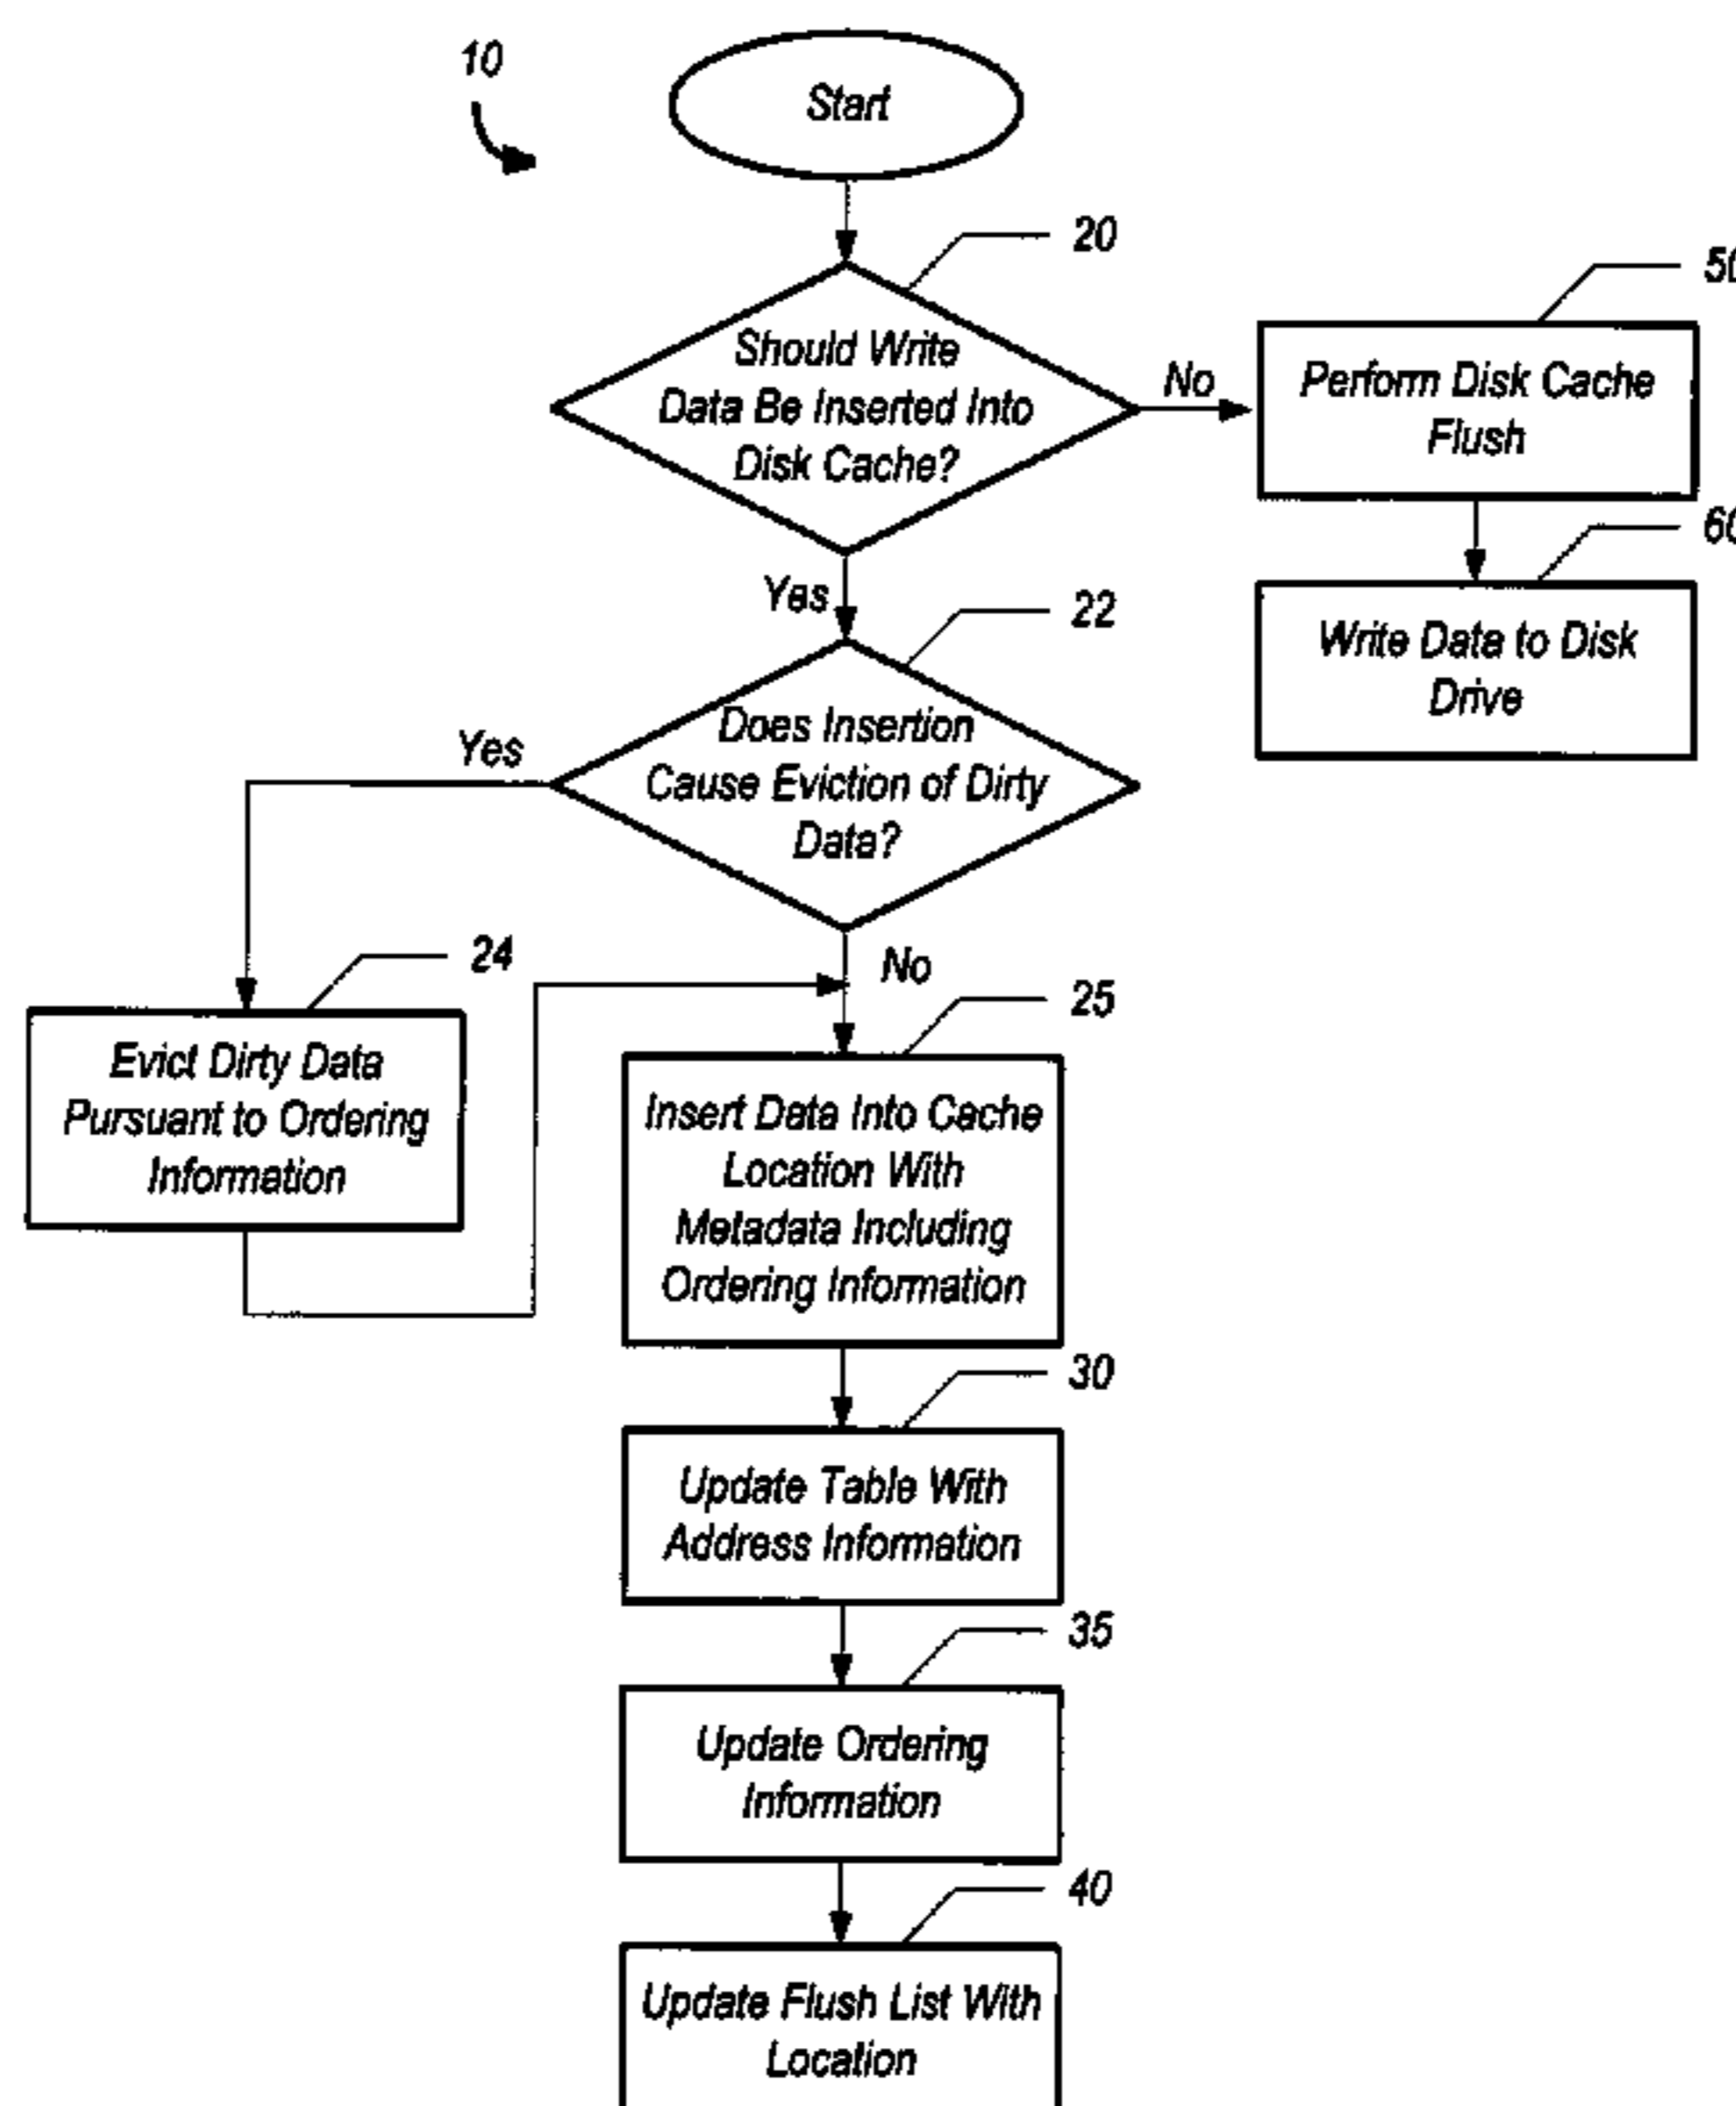 10
Start
20
Should Write
Data Be Inserted Into
Disk Cache?
No
50
Perform Disk Cache
Flush
60
Write Data to Disk
Drive
Yes
22
Does Insertion
Cause Eviction of Dirty
Data?
Yes
No
24
Evict Dirty Data
Pursuant to Ordering
Information
25
Insert Data Into Cache
Location With
Metadata Including
Ordering Information
30
Update Table With
Address Information
35
Update Ordering
Information
40
Update Flush List With
Location